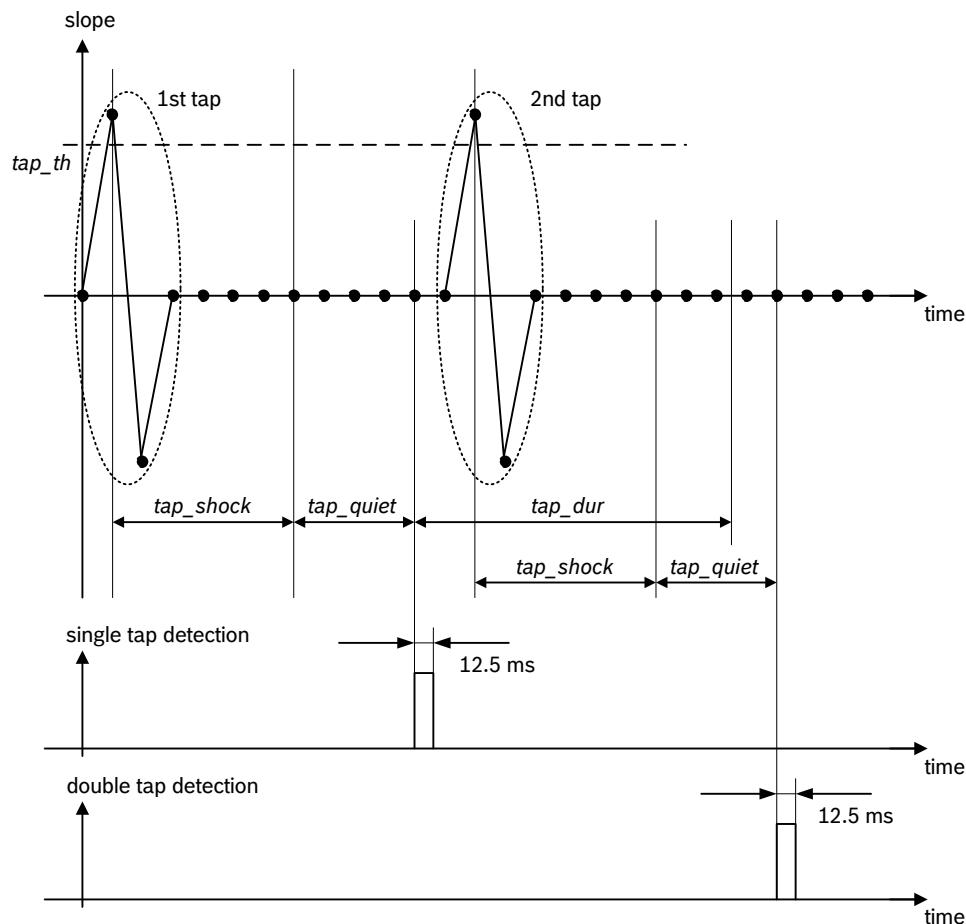 slope
1st tap
2nd tap
tap_th
time
tap_shock
tap_quiet
tap_dur
tap_shock
tap_quiet
single tap detection
12.5 ms
time
double tap detection
12.5 ms
time